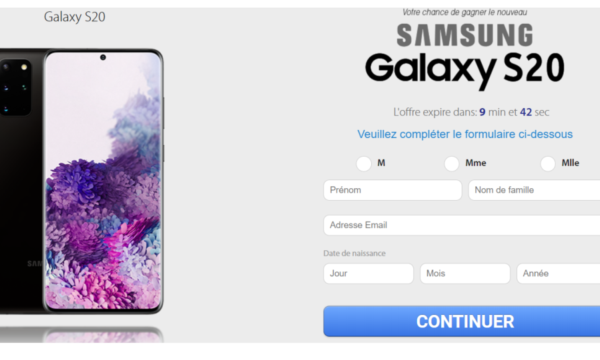 Galaxy S20
Votre chance de gagner le nouveau
SAMSUNG
Galaxy S20
L'offre expire dans: 9 min et 42 sec
Veuillez compléter le formulaire ci-dessous
M Mme Mlle
Prénom Nom de famille
Adresse Email
Date de naissance
Jour Mois Année
CONTINUER